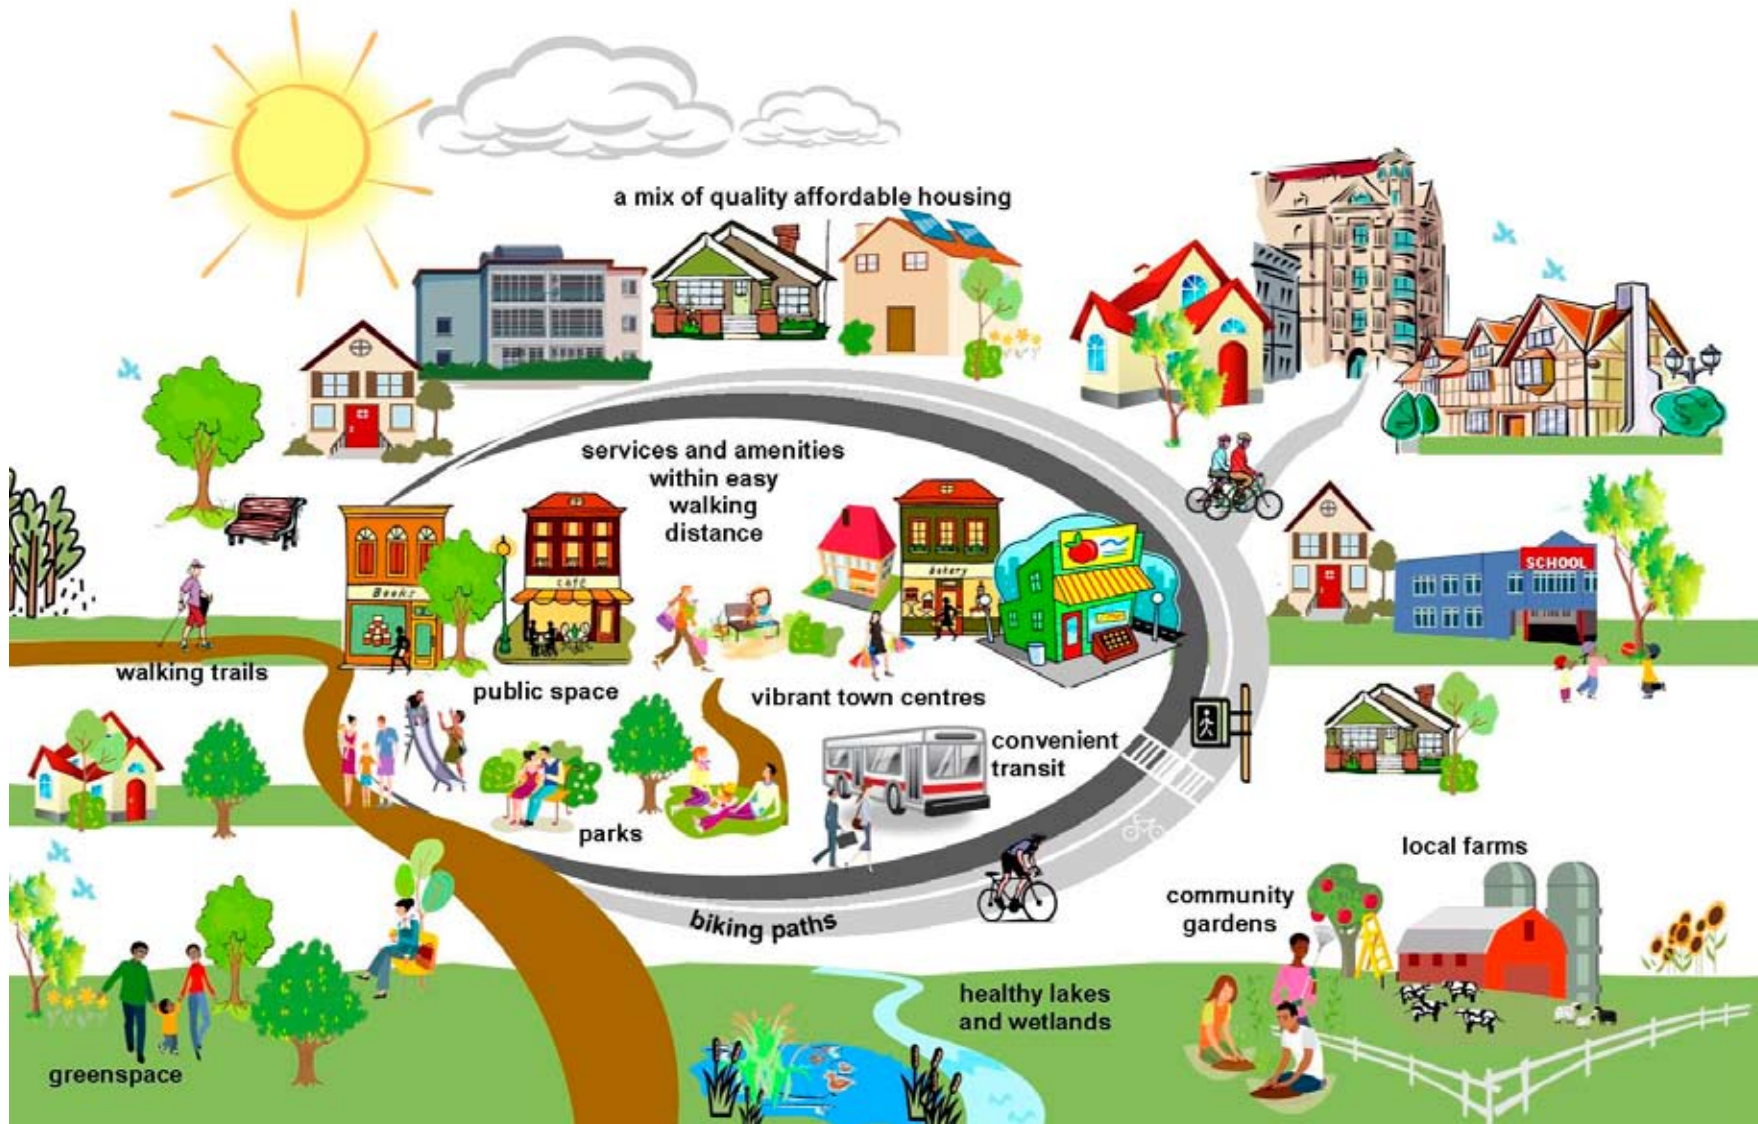 a mix of quality affordable housing
services and amenities
within easy
walking
distance
Books
cafe
bakery
SCHOOL
walking trails
public space
vibrant town centres
convenient
transit
parks
local farms
community
gardens
biking paths
healthy lakes
and wetlands
greenspace